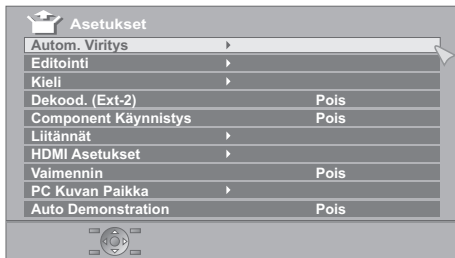 Asetukset
Autom. Viritys
Editointi
Kieli
Dekood. (Ext-2) Pois
Component Käynnistys Pois
Liitännät
HDMI Asetukset
Vaimennin Pois
PC Kuvan Paikka
Auto Demonstration Pois